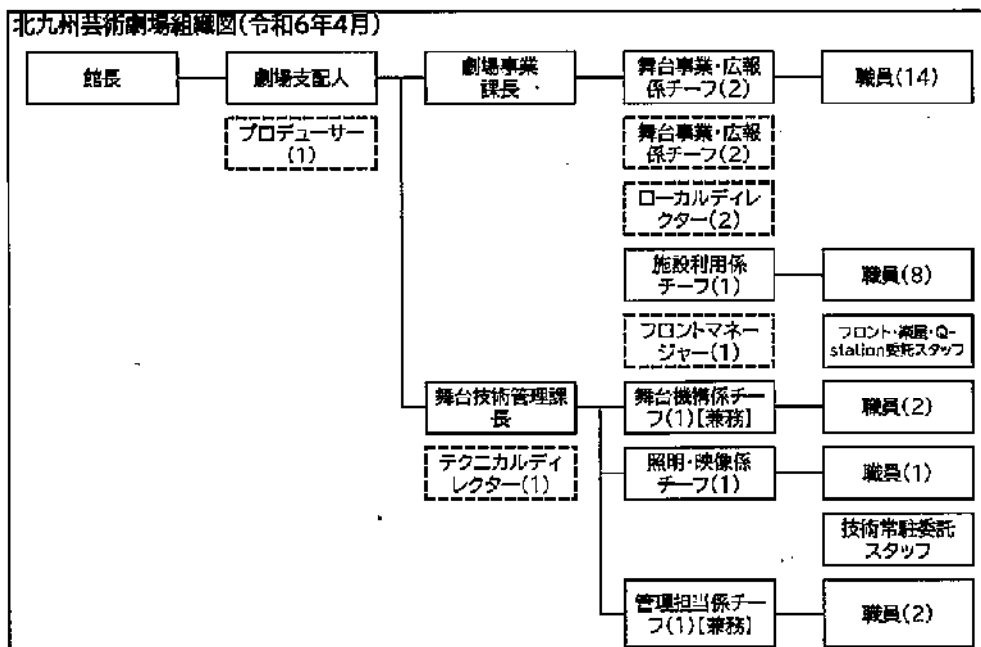 北九州芸術劇場組織図(令和6年4月)
館長
劇場支配人
劇場事業
課長
舞台事業・広報
係チーフ(2)
職員(14)
プロデューサー
(1)
舞台事業・広報
係チーフ(2)
ローカルディレ
クター(2)
施設利用係
チーフ(1)
職員(8)
フロントマネー
ジャー(1)
フロント・楽屋・Q-
station委託スタッフ
舞台技術管理課
長
舞台機構係チー
フ(1)【兼務】
職員(2)
テクニカルディ
レクター(1)
照明・映像係
チーフ(1)
職員(1)
技術常駐委託
スタッフ
管理担当係チー
フ(1)【兼務】
職員(2)